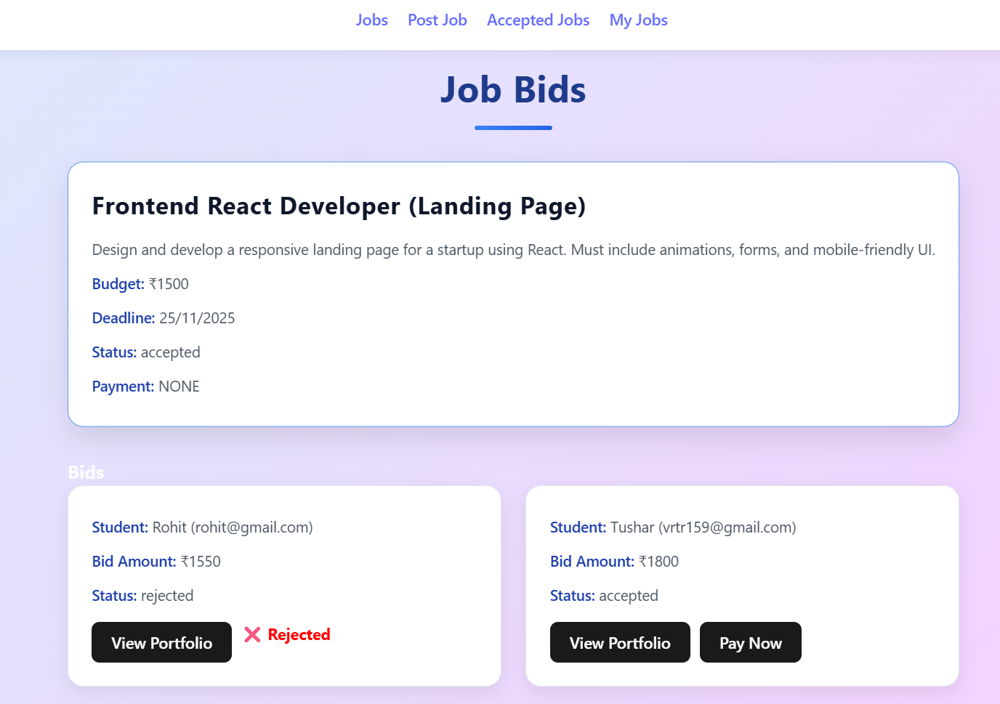 Jobs Post Job Accepted Jobs My Jobs
Job Bids
Frontend React Developer (Landing Page)
Design and develop a responsive landing page for a startup using React. Must include animations, forms, and mobile-friendly UI.
Budget: ₹1500
Deadline: 25/11/2025
Status: accepted
Payment: NONE
Bids
Student: Rohit (rohit@gmail.com)
Bid Amount: ₹1550
Status: rejected
View Portfolio ❌ Rejected
Student: Tushar (vrtr159@gmail.com)
Bid Amount: ₹1800
Status: accepted
View Portfolio Pay Now